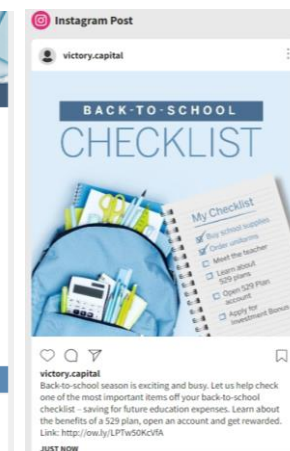 Instagram Post
victory.capital
BACK-TO-SCHOOL
CHECKLIST
My Checklist
Buy school supplies
Order uniforms
Meet the teacher
Learn about
529 plans
Open 529 Plan
account
Apply for
Investment Bonus
victory.capital
Back-to-school season is exciting and busy. Let us help check
one of the most important items off your back-to-school
checklist – saving for future education expenses. Learn about
the benefits of a 529 plan, open an account and get rewarded.
Link: http://ow.ly/LPTw50KcVfA
JUST NOW